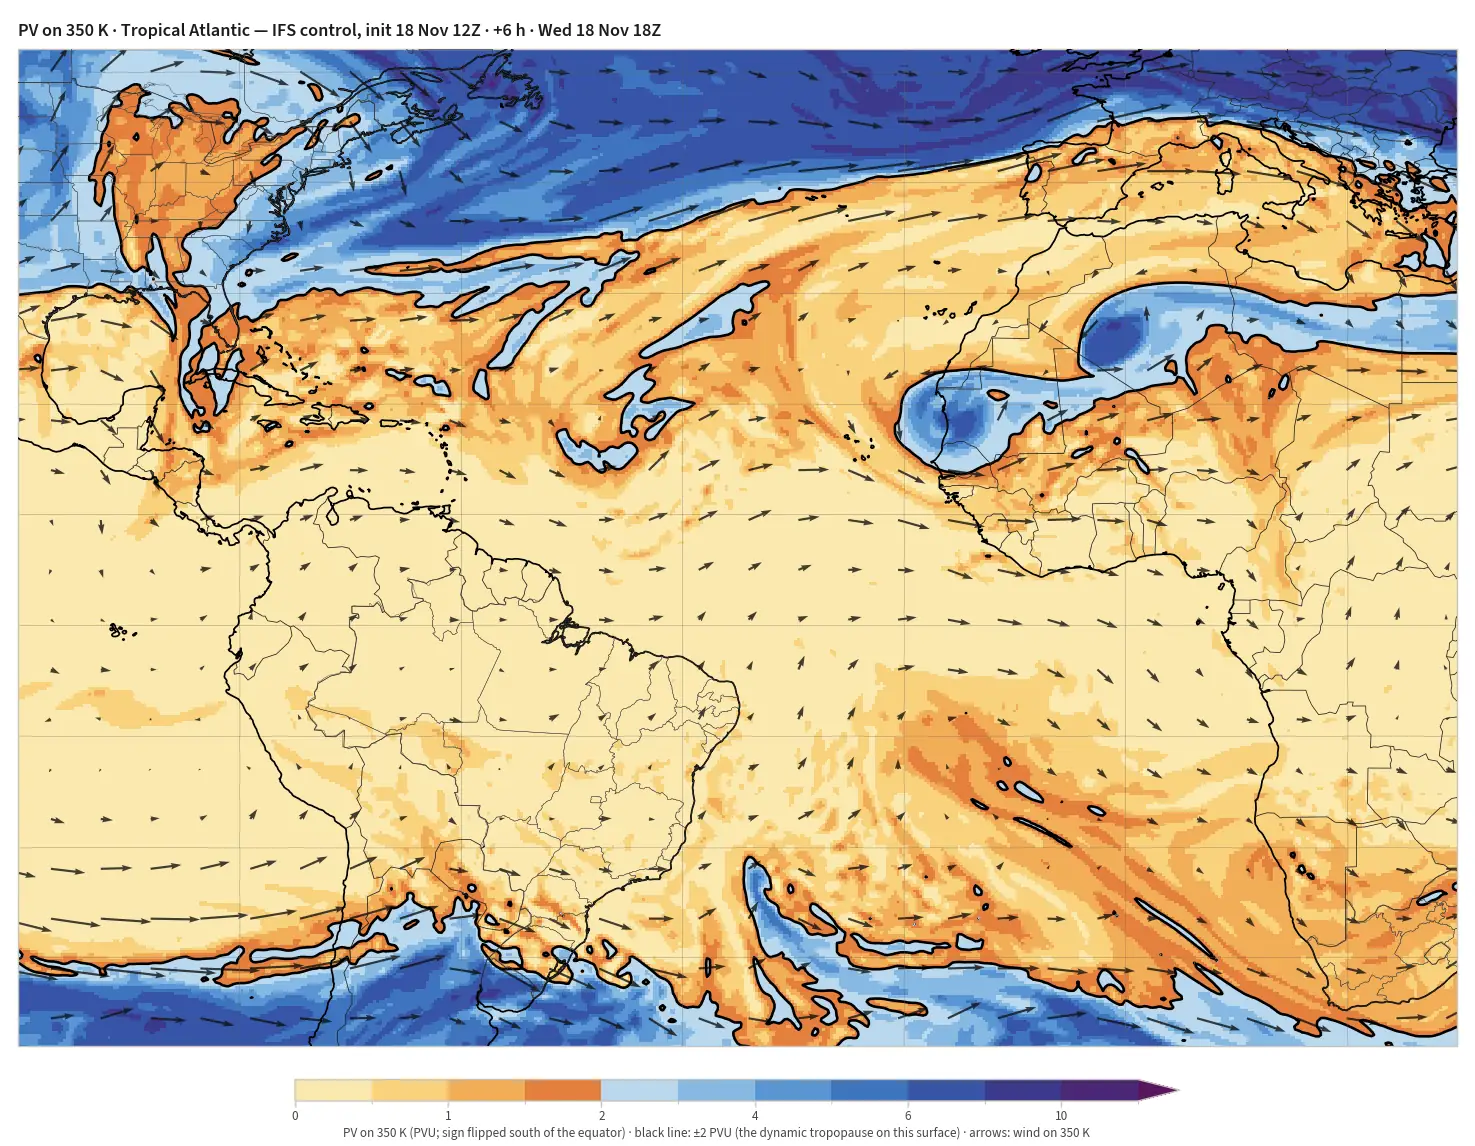 PV on 350 K · Tropical Atlantic — IFS control, init 18 Nov 12Z · +6 h · Wed 18 Nov 18Z
0 1 2 4 6 8 10
PV on 350 K (PVU; sign flipped south of the equator) · black line: ±2 PVU (the dynamic tropopause on this surface) · arrows: wind on 350 K